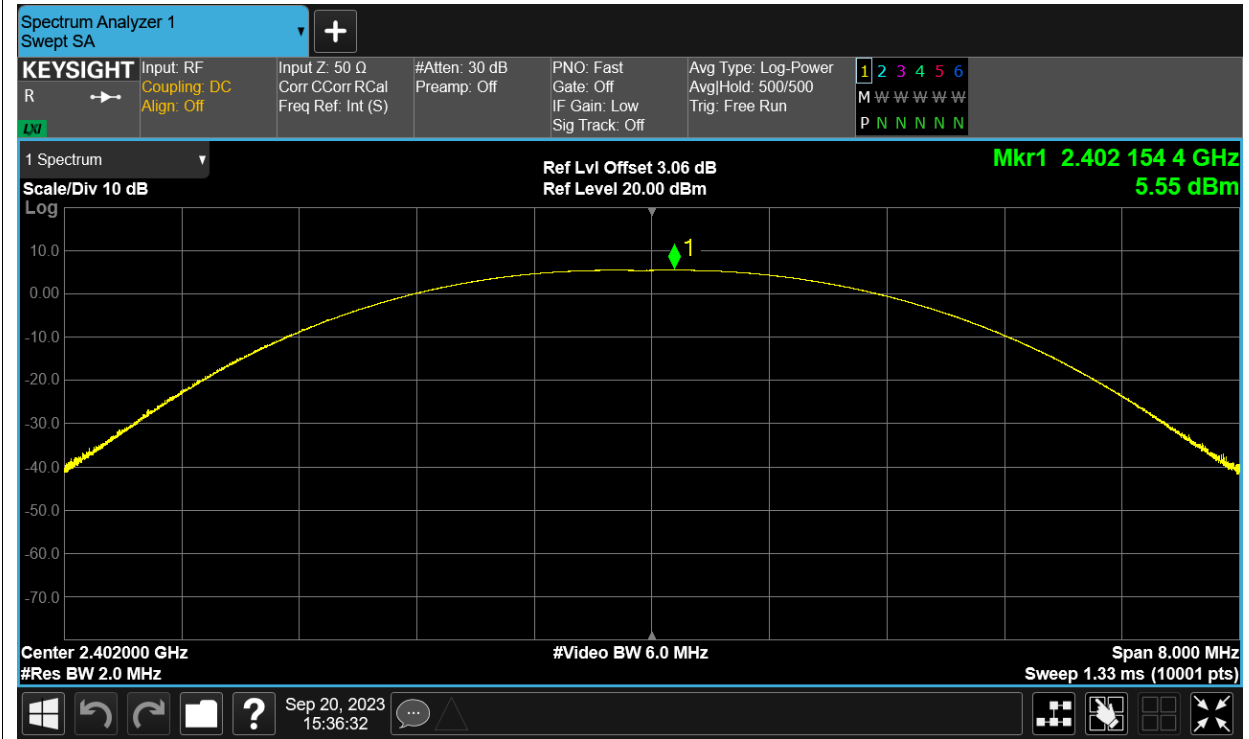 Spectrum Analyzer 1
Swept SA
KEYSIGHT
R
LXI
Input: RF
Coupling: DC
Align: Off
Input Z: 50 Ω
Corr CCorr RCal
Freq Ref: Int (S)
#Atten: 30 dB
Preamp: Off
PNO: Fast
Gate: Off
IF Gain: Low
Sig Track: Off
Avg Type: Log-Power
Avg|Hold: 500/500
Trig: Free Run
1 2 3 4 5 6
M W W W W W W
P N N N N N N
1 Spectrum
Scale/Div 10 dB
Log
Ref Lvl Offset 3.06 dB
Ref Level 20.00 dBm
Mkr1 2.402 154 4 GHz
5.55 dBm
1
10.0
0.00
-10.0
-20.0
-30.0
-40.0
-50.0
-60.0
-70.0
Center 2.402000 GHz
#Video BW 6.0 MHz
Span 8.000 MHz
#Res BW 2.0 MHz
Sweep 1.33 ms (10001 pts)
?
Sep 20, 2023
15:36:32